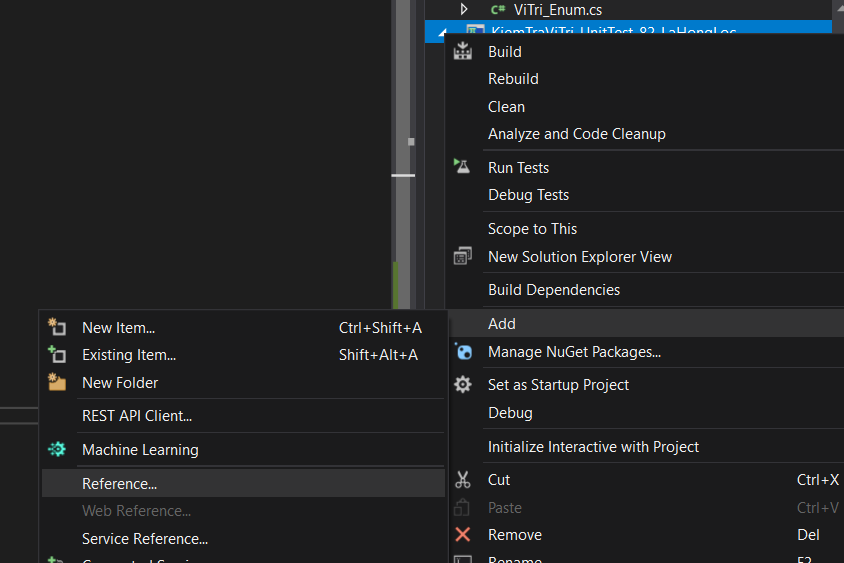 C# ViTri_Enum.cs
KiemTraViTri_UnitTest_82_LaHongLoc
Build
Rebuild
Clean
Analyze and Code Cleanup
Run Tests
Debug Tests
Scope to This
New Solution Explorer View
Build Dependencies
Add
Manage NuGet Packages...
Set as Startup Project
Debug
Initialize Interactive with Project
Cut Ctrl+X
Paste Ctrl+V
Remove Del
Rename F2
New Item... Ctrl+Shift+A
Existing Item... Shift+Alt+A
New Folder
REST API Client...
Machine Learning
Reference...
Web Reference...
Service Reference...